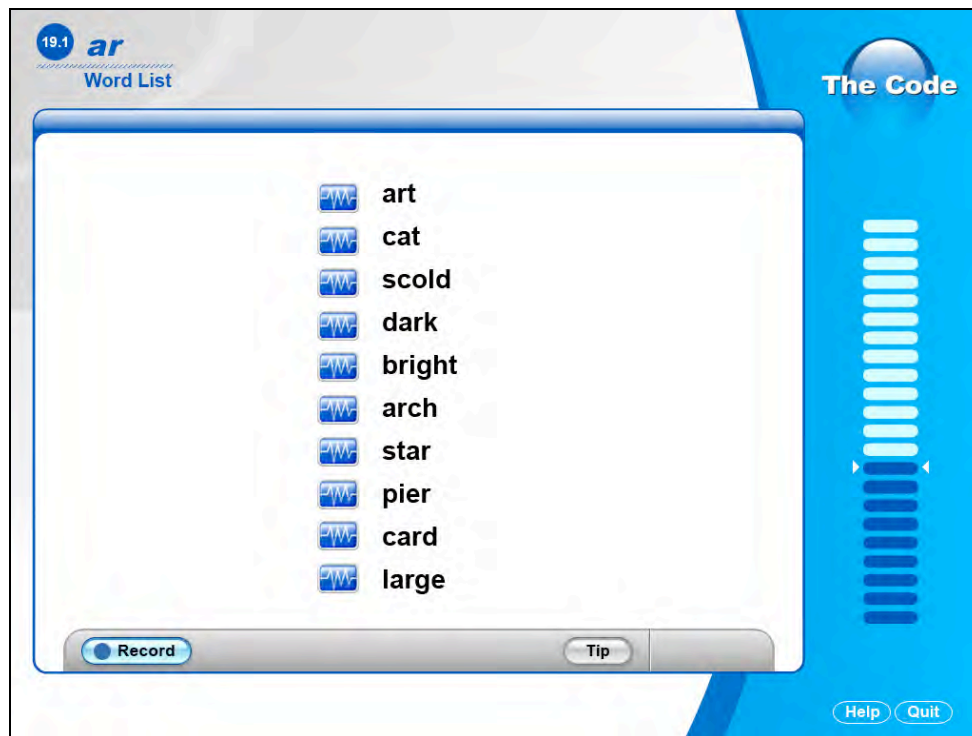 19.1 ar
Word List
The Code
art
cat
scold
dark
bright
arch
star
pier
card
large
Record
Tip
Help
Quit